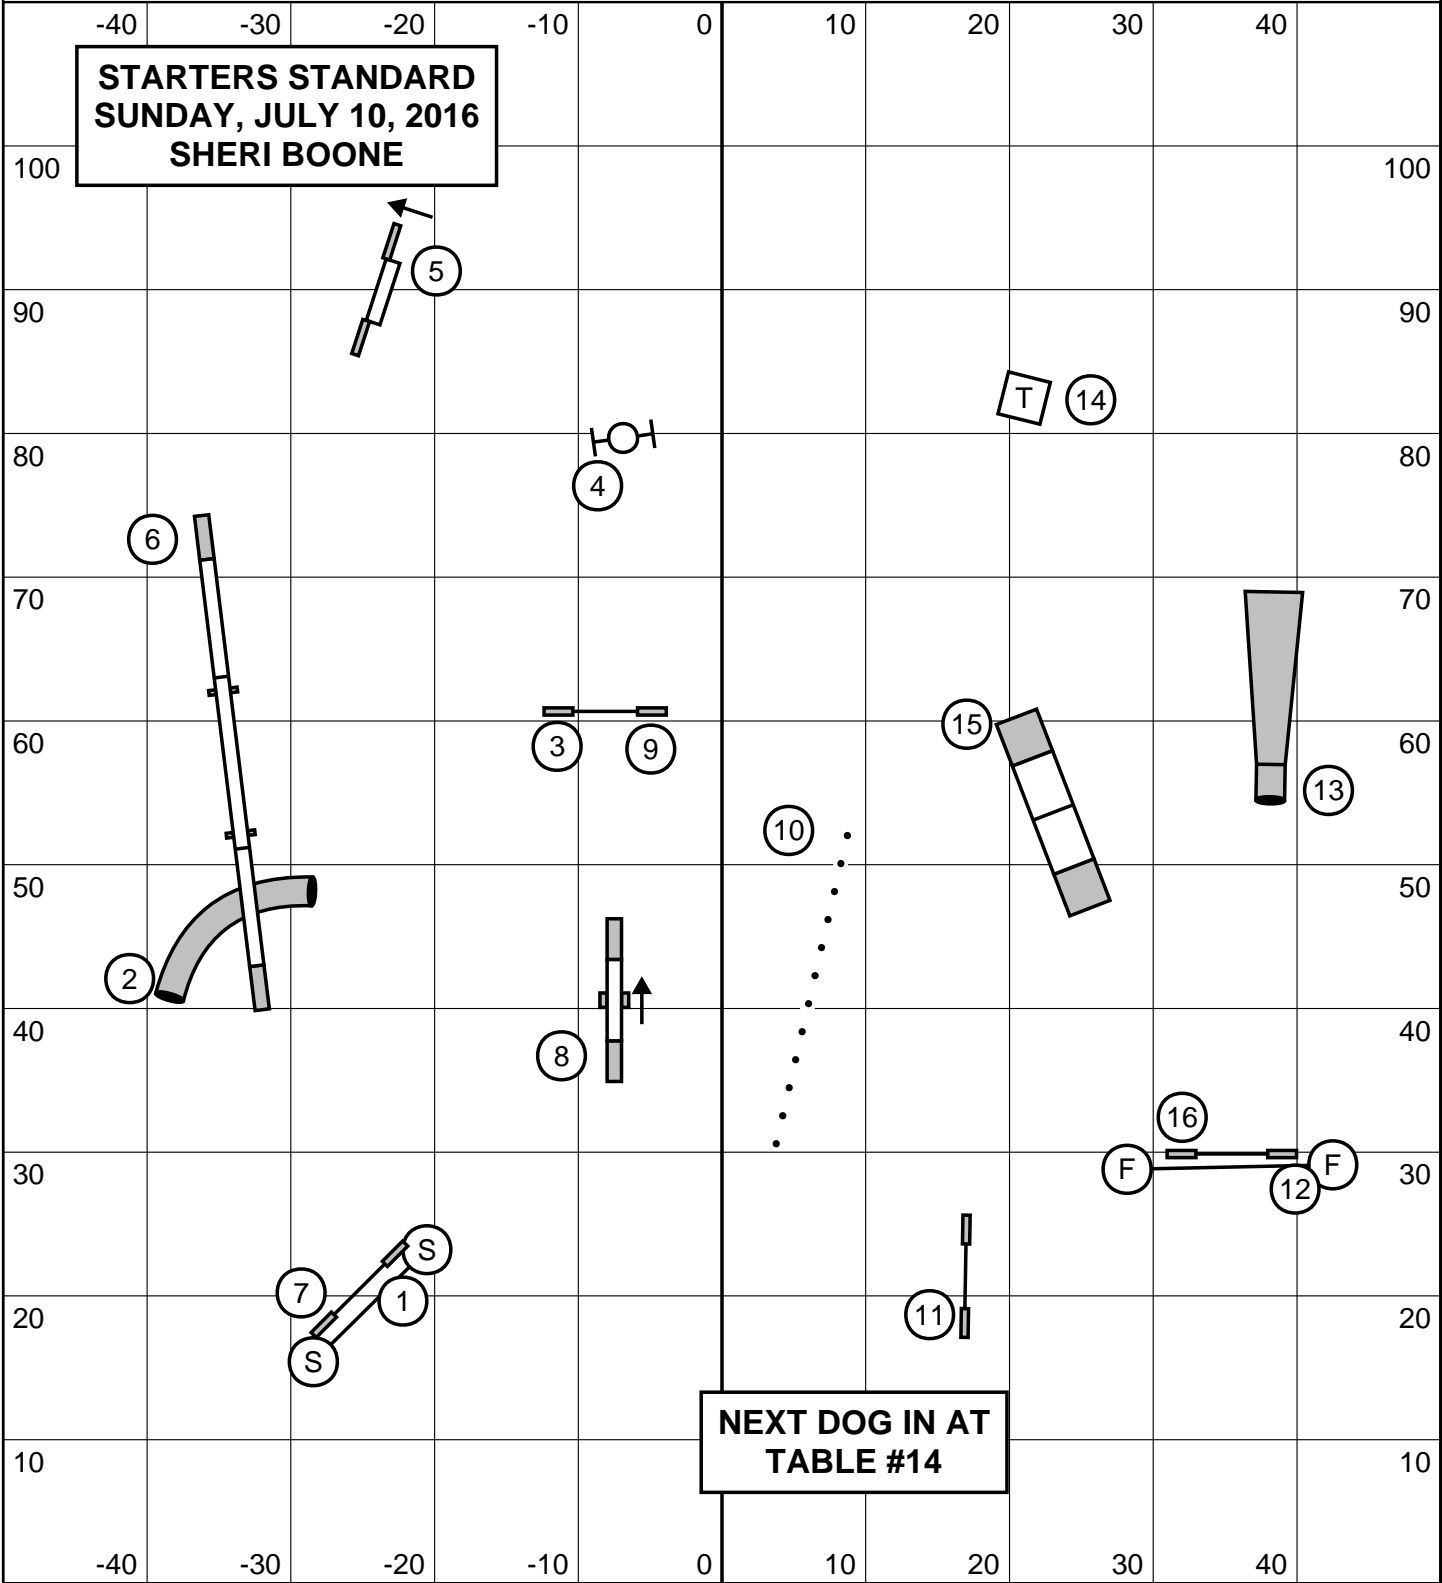 -40 -30 -20 -10 0 10 20 30 40
STARTERS STANDARD
SUNDAY, JULY 10, 2016
SHERI BOONE
100 100
5
90 90
T 14
80 80
4
6
70 70
15
60 60
3 9
13
10
50 50
2
40 40
8
16
30 30
F F
12
S
7 1
11
20 20
S
NEXT DOG IN AT
TABLE #14
10 10
-40 -30 -20 -10 0 10 20 30 40